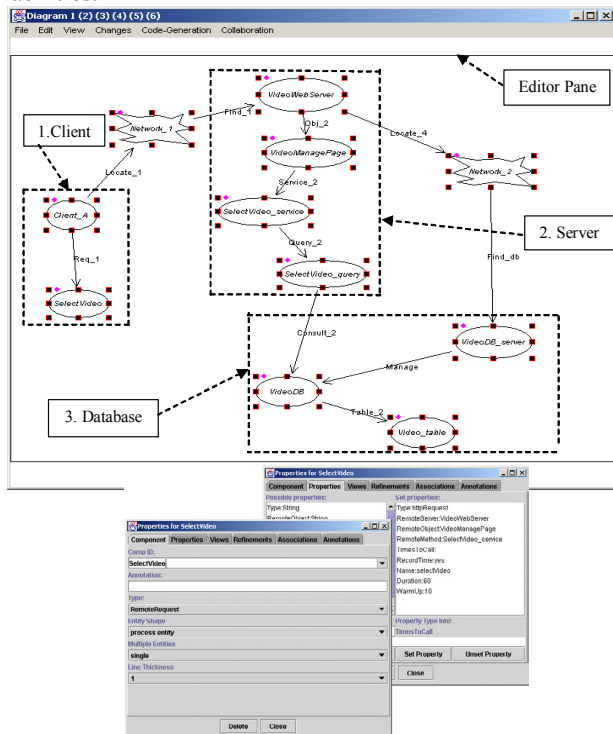 Diagram 1 (2) (3) (4) (5) (6)
File Edit View Changes Code-Generation Collaboration
Editor Pane
VideoWebServer
Find_1
Network_1
Obj_2
Locate_4
1.Client
VideoManagePage
Network_2
Locate_1
Service_2
Client_A
SelectVideo_service
2. Server
Query_2
Req_1
Find_db
SelectVideo_query
SelectVideo
Consult_2
VideoDB_server
Manage
VideoDB
3. Database
Table_2
Video_table
Properties for SelectVideo
Component Properties Views Refinements Associations Annotations
Possible properties:
Set properties:
Type:String
Type:httpRequest
RemoteObject:String
RemoteServer:VideoWebServer
RemoteObject:VideoManagePage
RemoteMethod:SelectVideo_service
TimesToCall:
RecordTime:yes
Name:selectVideo
Duration:60
WarmUp:10
Property Type Info:
TimesToCall
Set Property
Unset Property
Close
Properties for SelectVideo
Component Properties Views Refinements Associations Annotations
Comp ID:
SelectVideo
Annotation:
Type:
RemoteRequest
Entity Shape
process entity
Multiple Entities
single
Line Thickness
1
Delete Close